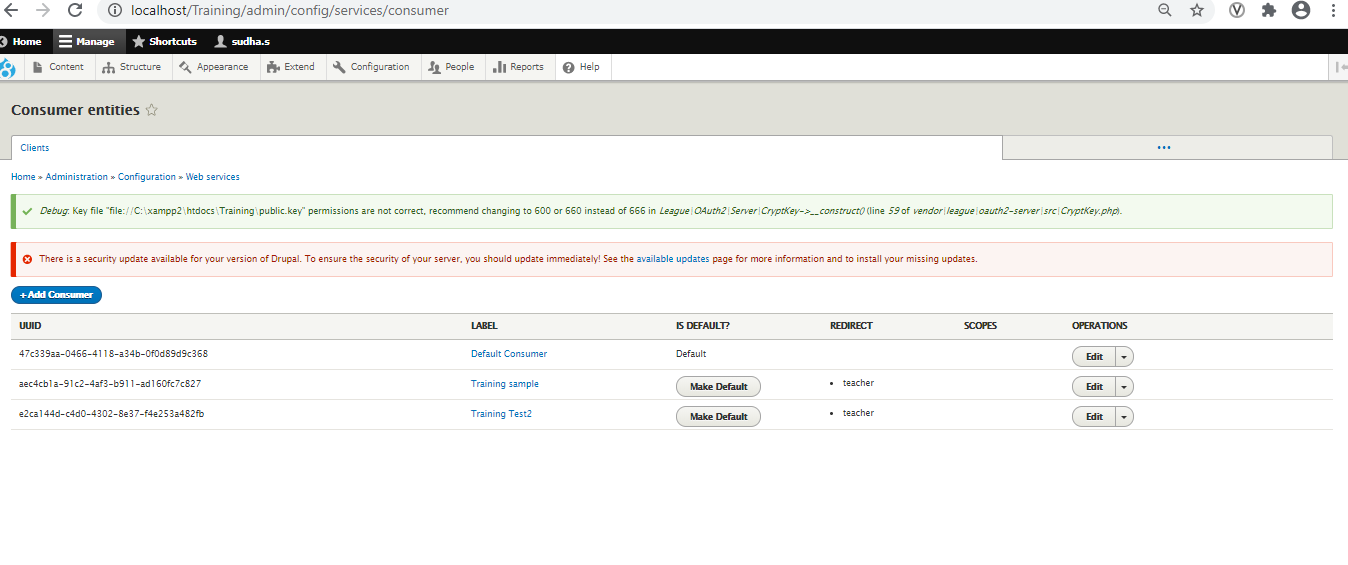 localhost/Training/admin/config/services/consumer
Home Manage Shortcuts sudha.s
Content Structure Appearance Extend Configuration People Reports Help
Consumer entities
Clients
Home » Administration » Configuration » Web services
Debug: Key file "file://C:\xampp2\htdocs\Training\public.key" permissions are not correct, recommend changing to 600 or 660 instead of 666 in League\OAuth2\Server\CryptKey->__construct() (line 59 of vendor\league\oauth2-server\src\CryptKey.php).
There is a security update available for your version of Drupal. To ensure the security of your server, you should update immediately! See the available updates page for more information and to install your missing updates.
+ Add Consumer
UUID LABEL IS DEFAULT? REDIRECT SCOPES OPERATIONS
47c339aa-0466-4118-a34b-0f0d89d9c368 Default Consumer Default Edit
aec4cb1a-91c2-4af3-b911-ad160fc7c827 Training sample Make Default • teacher Edit
e2ca144d-c4d0-4302-8e37-f4e253a482fb Training Test2 Make Default • teacher Edit